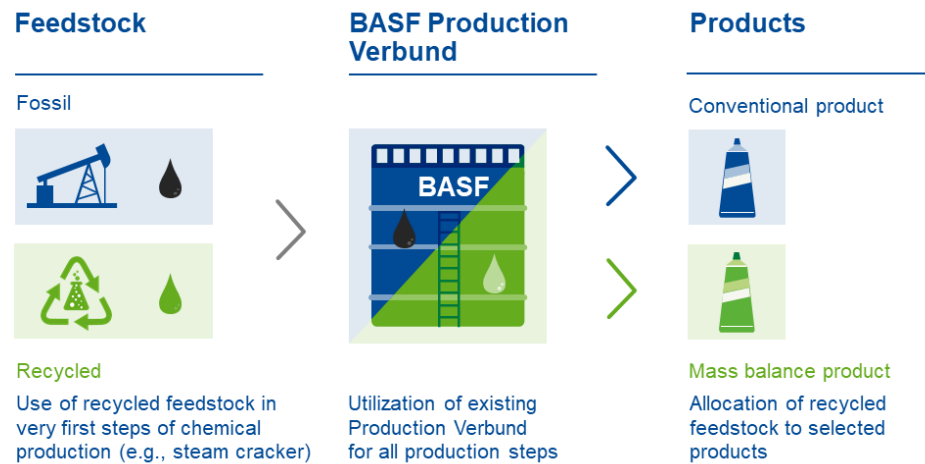 Feedstock
BASF Production
Verbund
Products
Fossil
Conventional product
BASF
Recycled
Mass balance product
Use of recycled feedstock in
very first steps of chemical
production (e.g., steam cracker)
Utilization of existing
Production Verbund
for all production steps
Allocation of recycled
feedstock to selected
products